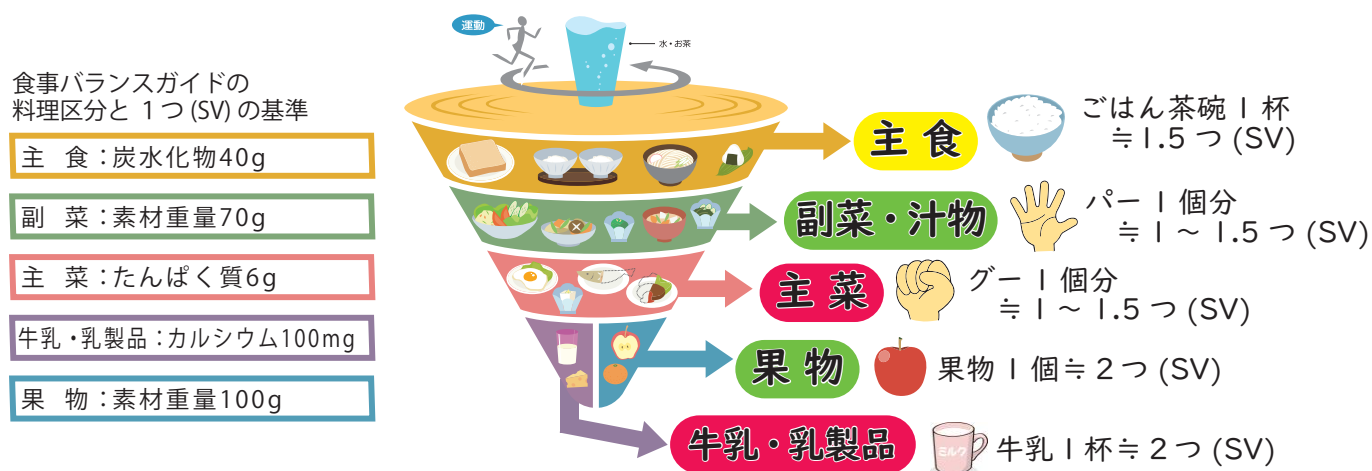 運動
水・お茶
食事バランスガイドの
料理区分と 1つ(SV)の基準
主 食：炭水化物40g
副 菜：素材重量70g
主 菜：たんぱく質6g
牛乳・乳製品：カルシウム100mg
果 物：素材重量100g
主食
ごはん茶碗1杯
≒1.5つ(SV)
副菜・汁物
パー1個分
≒1～1.5つ(SV)
主菜
グー1個分
≒1～1.5つ(SV)
果物
果物1個≒2つ(SV)
牛乳・乳製品
ミルク
牛乳1杯≒2つ(SV)